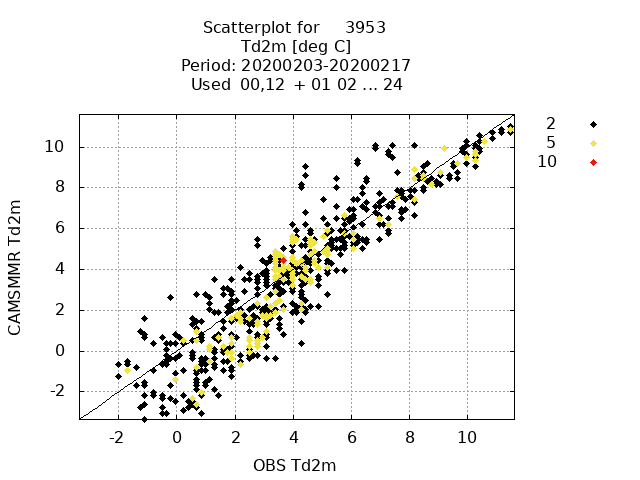 Scatterplot for 3953
Td2m [deg C]
Period: 20200203-20200217
Used 00,12 + 01 02 ... 24
2
5
10
10
8
6
4
2
0
-2
CAMSMMR Td2m
-2 0 2 4 6 8 10
OBS Td2m